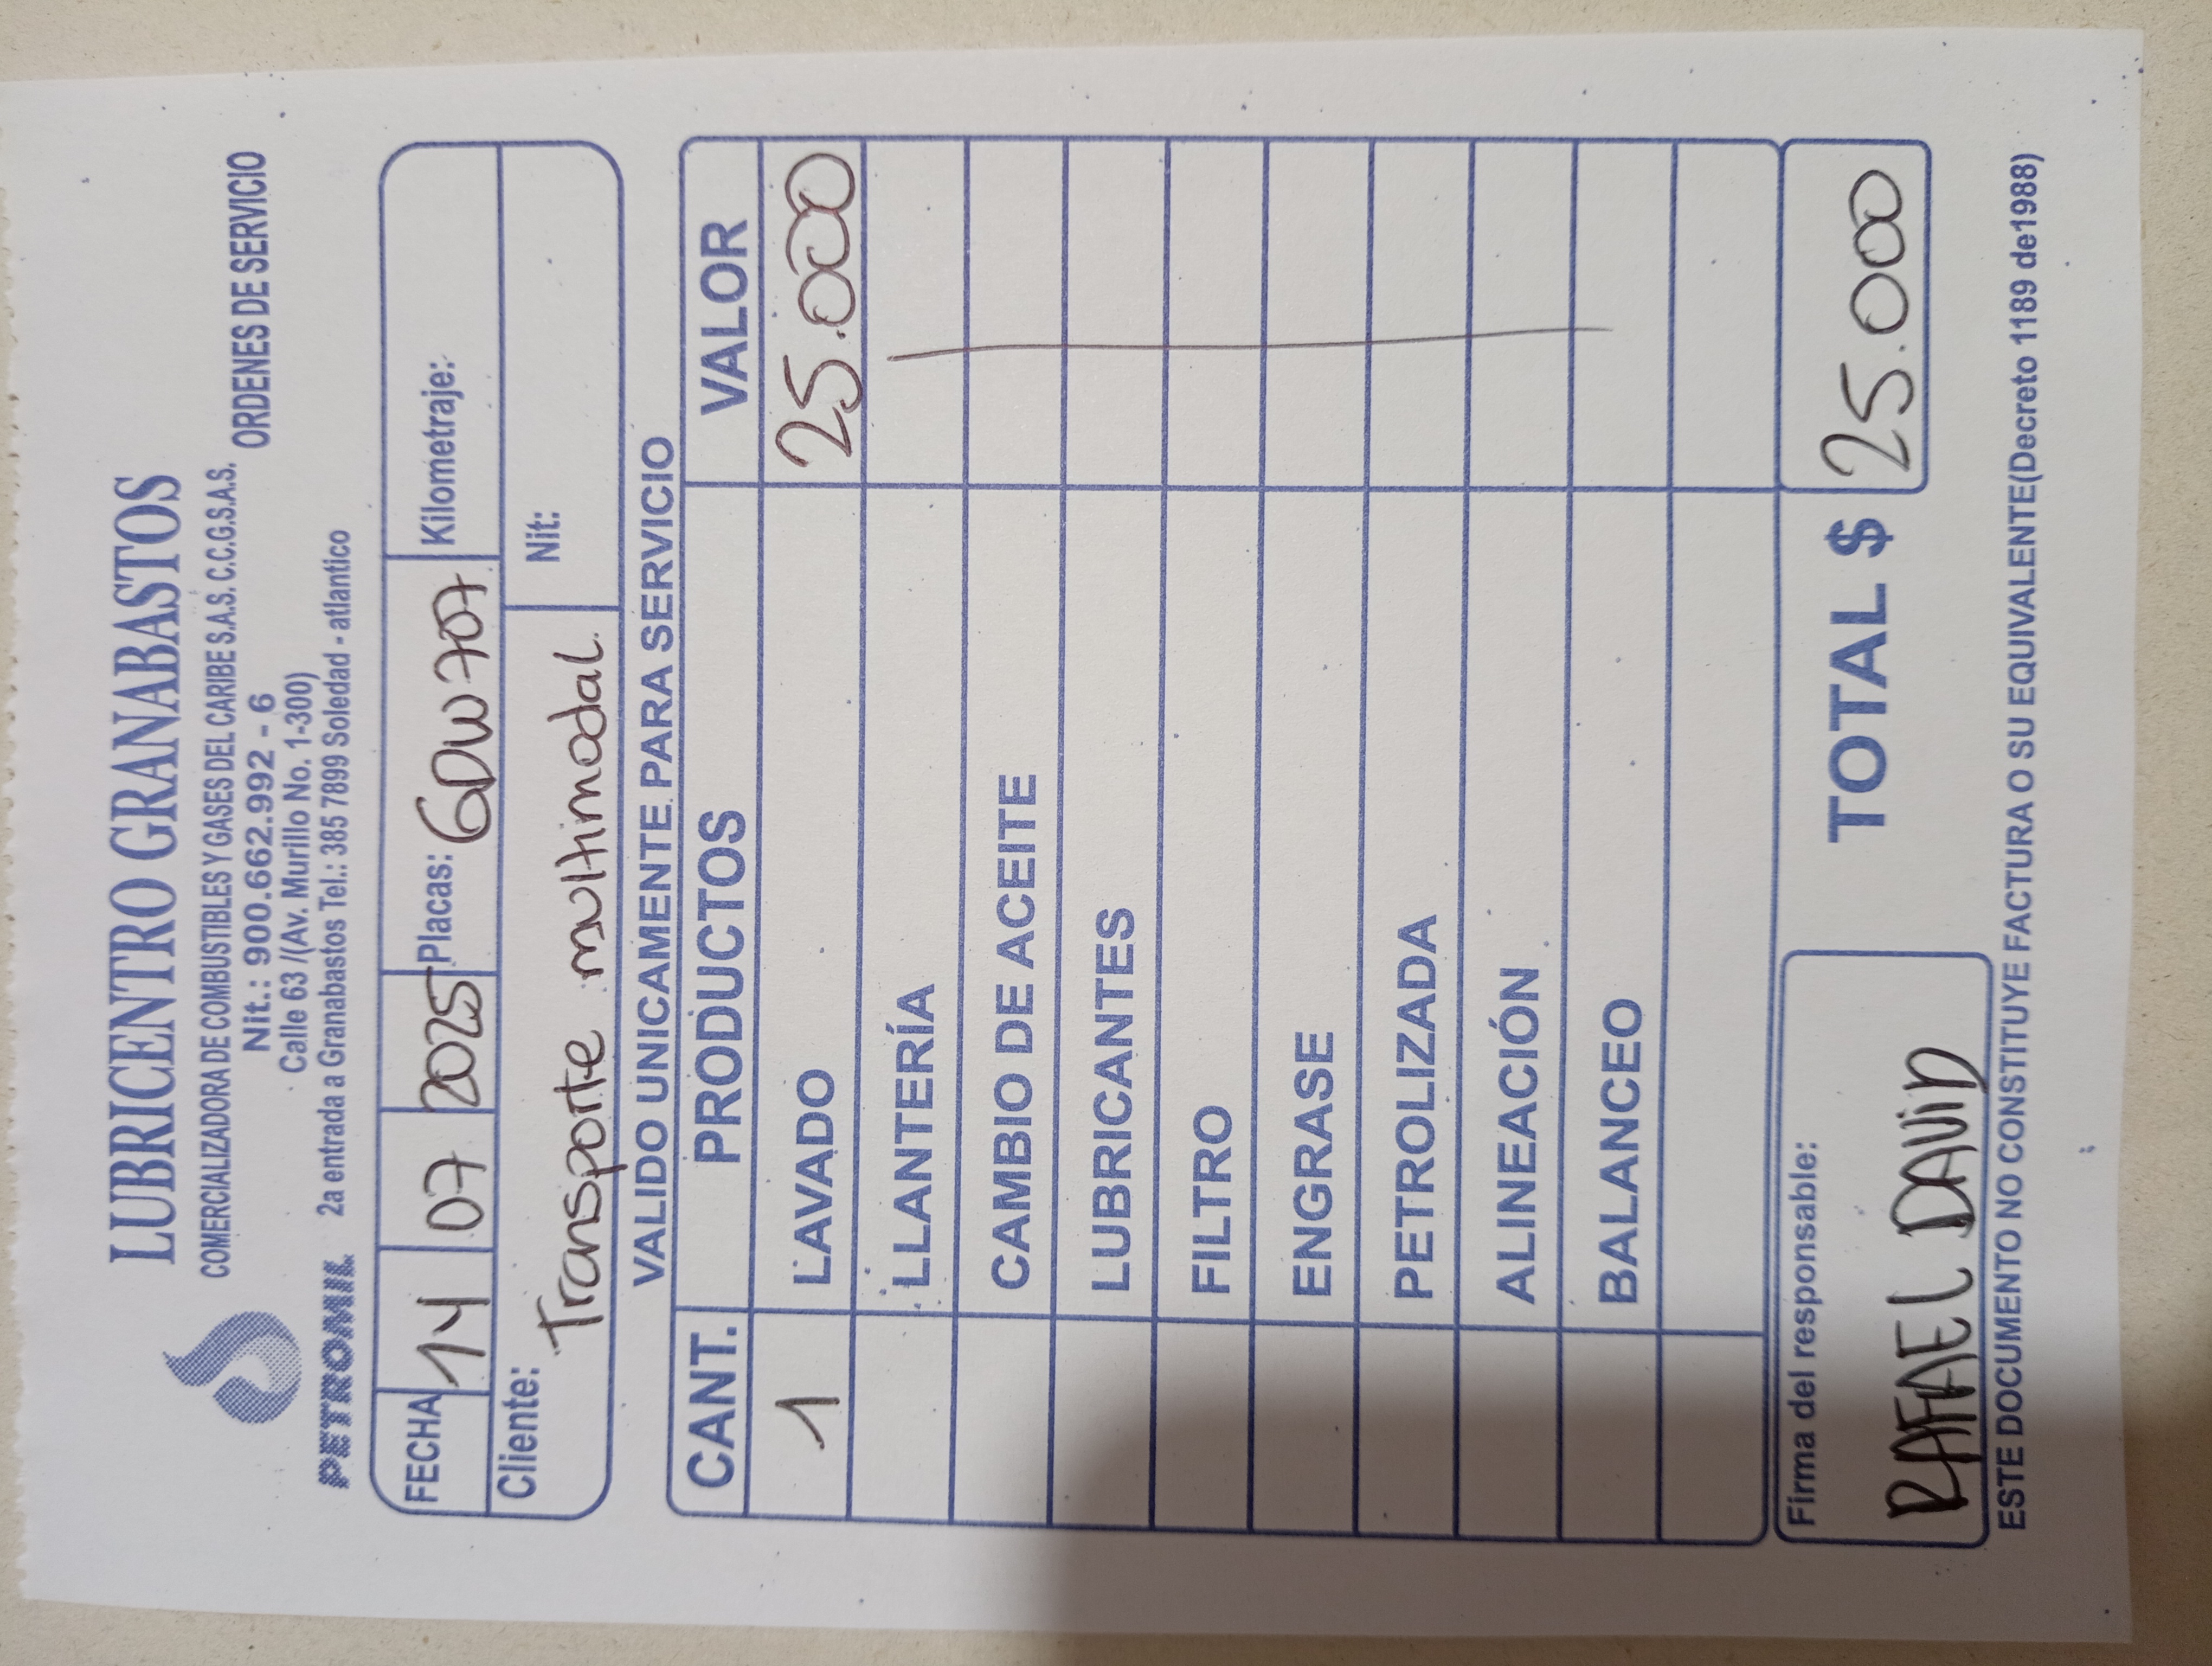 LUBRICENTRO GRANABASTOS
COMERCIALIZADORA DE COMBUSTIBLES Y GASES DEL CARIBE S.A.S. C.C.G.S.A.S.
Nit.: 900.662.992 - 6
ORDENES DE SERVICIO
Calle 63 /(Av. Murillo No. 1-300)
PETROMIL 2a entrada a Granabastos Tel.: 385 7899 Soledad - atlantico
FECHA 14 07 2025 Placas: GDW707 Kilometraje:
Cliente: Transporte multimodal. Nit:
VALIDO UNICAMENTE PARA SERVICIO
CANT. PRODUCTOS VALOR
1 LAVADO 25.000
LLANTERÍA
CAMBIO DE ACEITE
LUBRICANTES
FILTRO
ENGRASE
PETROLIZADA
ALINEACIÓN
BALANCEO
Firma del responsable:
RAFAEL DAViD
TOTAL $ 25.000
ESTE DOCUMENTO NO CONSTITUYE FACTURA O SU EQUIVALENTE(Decreto 1189 de1988)